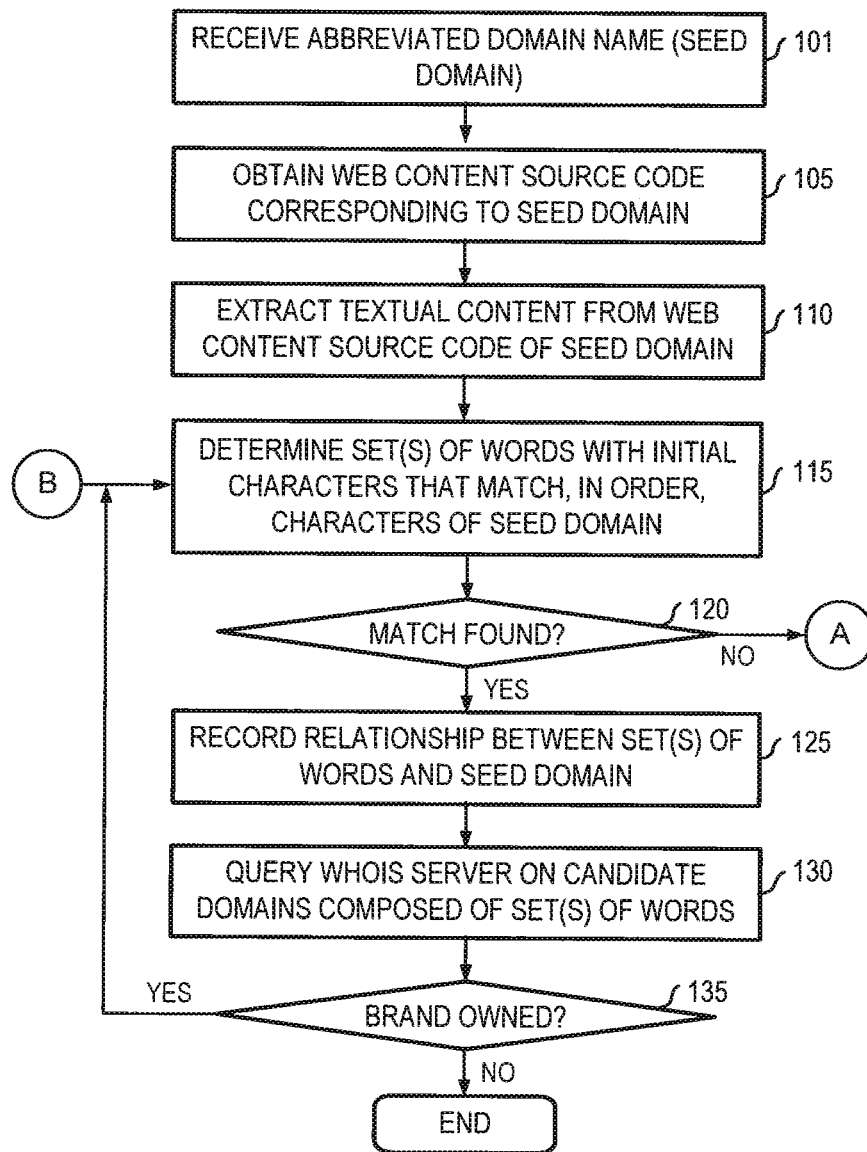 RECEIVE ABBREVIATED DOMAIN NAME (SEED
DOMAIN)
101
OBTAIN WEB CONTENT SOURCE CODE
CORRESPONDING TO SEED DOMAIN
105
EXTRACT TEXTUAL CONTENT FROM WEB
CONTENT SOURCE CODE OF SEED DOMAIN
110
B
DETERMINE SET(S) OF WORDS WITH INITIAL
CHARACTERS THAT MATCH, IN ORDER,
CHARACTERS OF SEED DOMAIN
115
MATCH FOUND?
120
NO
A
YES
RECORD RELATIONSHIP BETWEEN SET(S) OF
WORDS AND SEED DOMAIN
125
QUERY WHOIS SERVER ON CANDIDATE
DOMAINS COMPOSED OF SET(S) OF WORDS
130
YES
BRAND OWNED?
135
NO
END